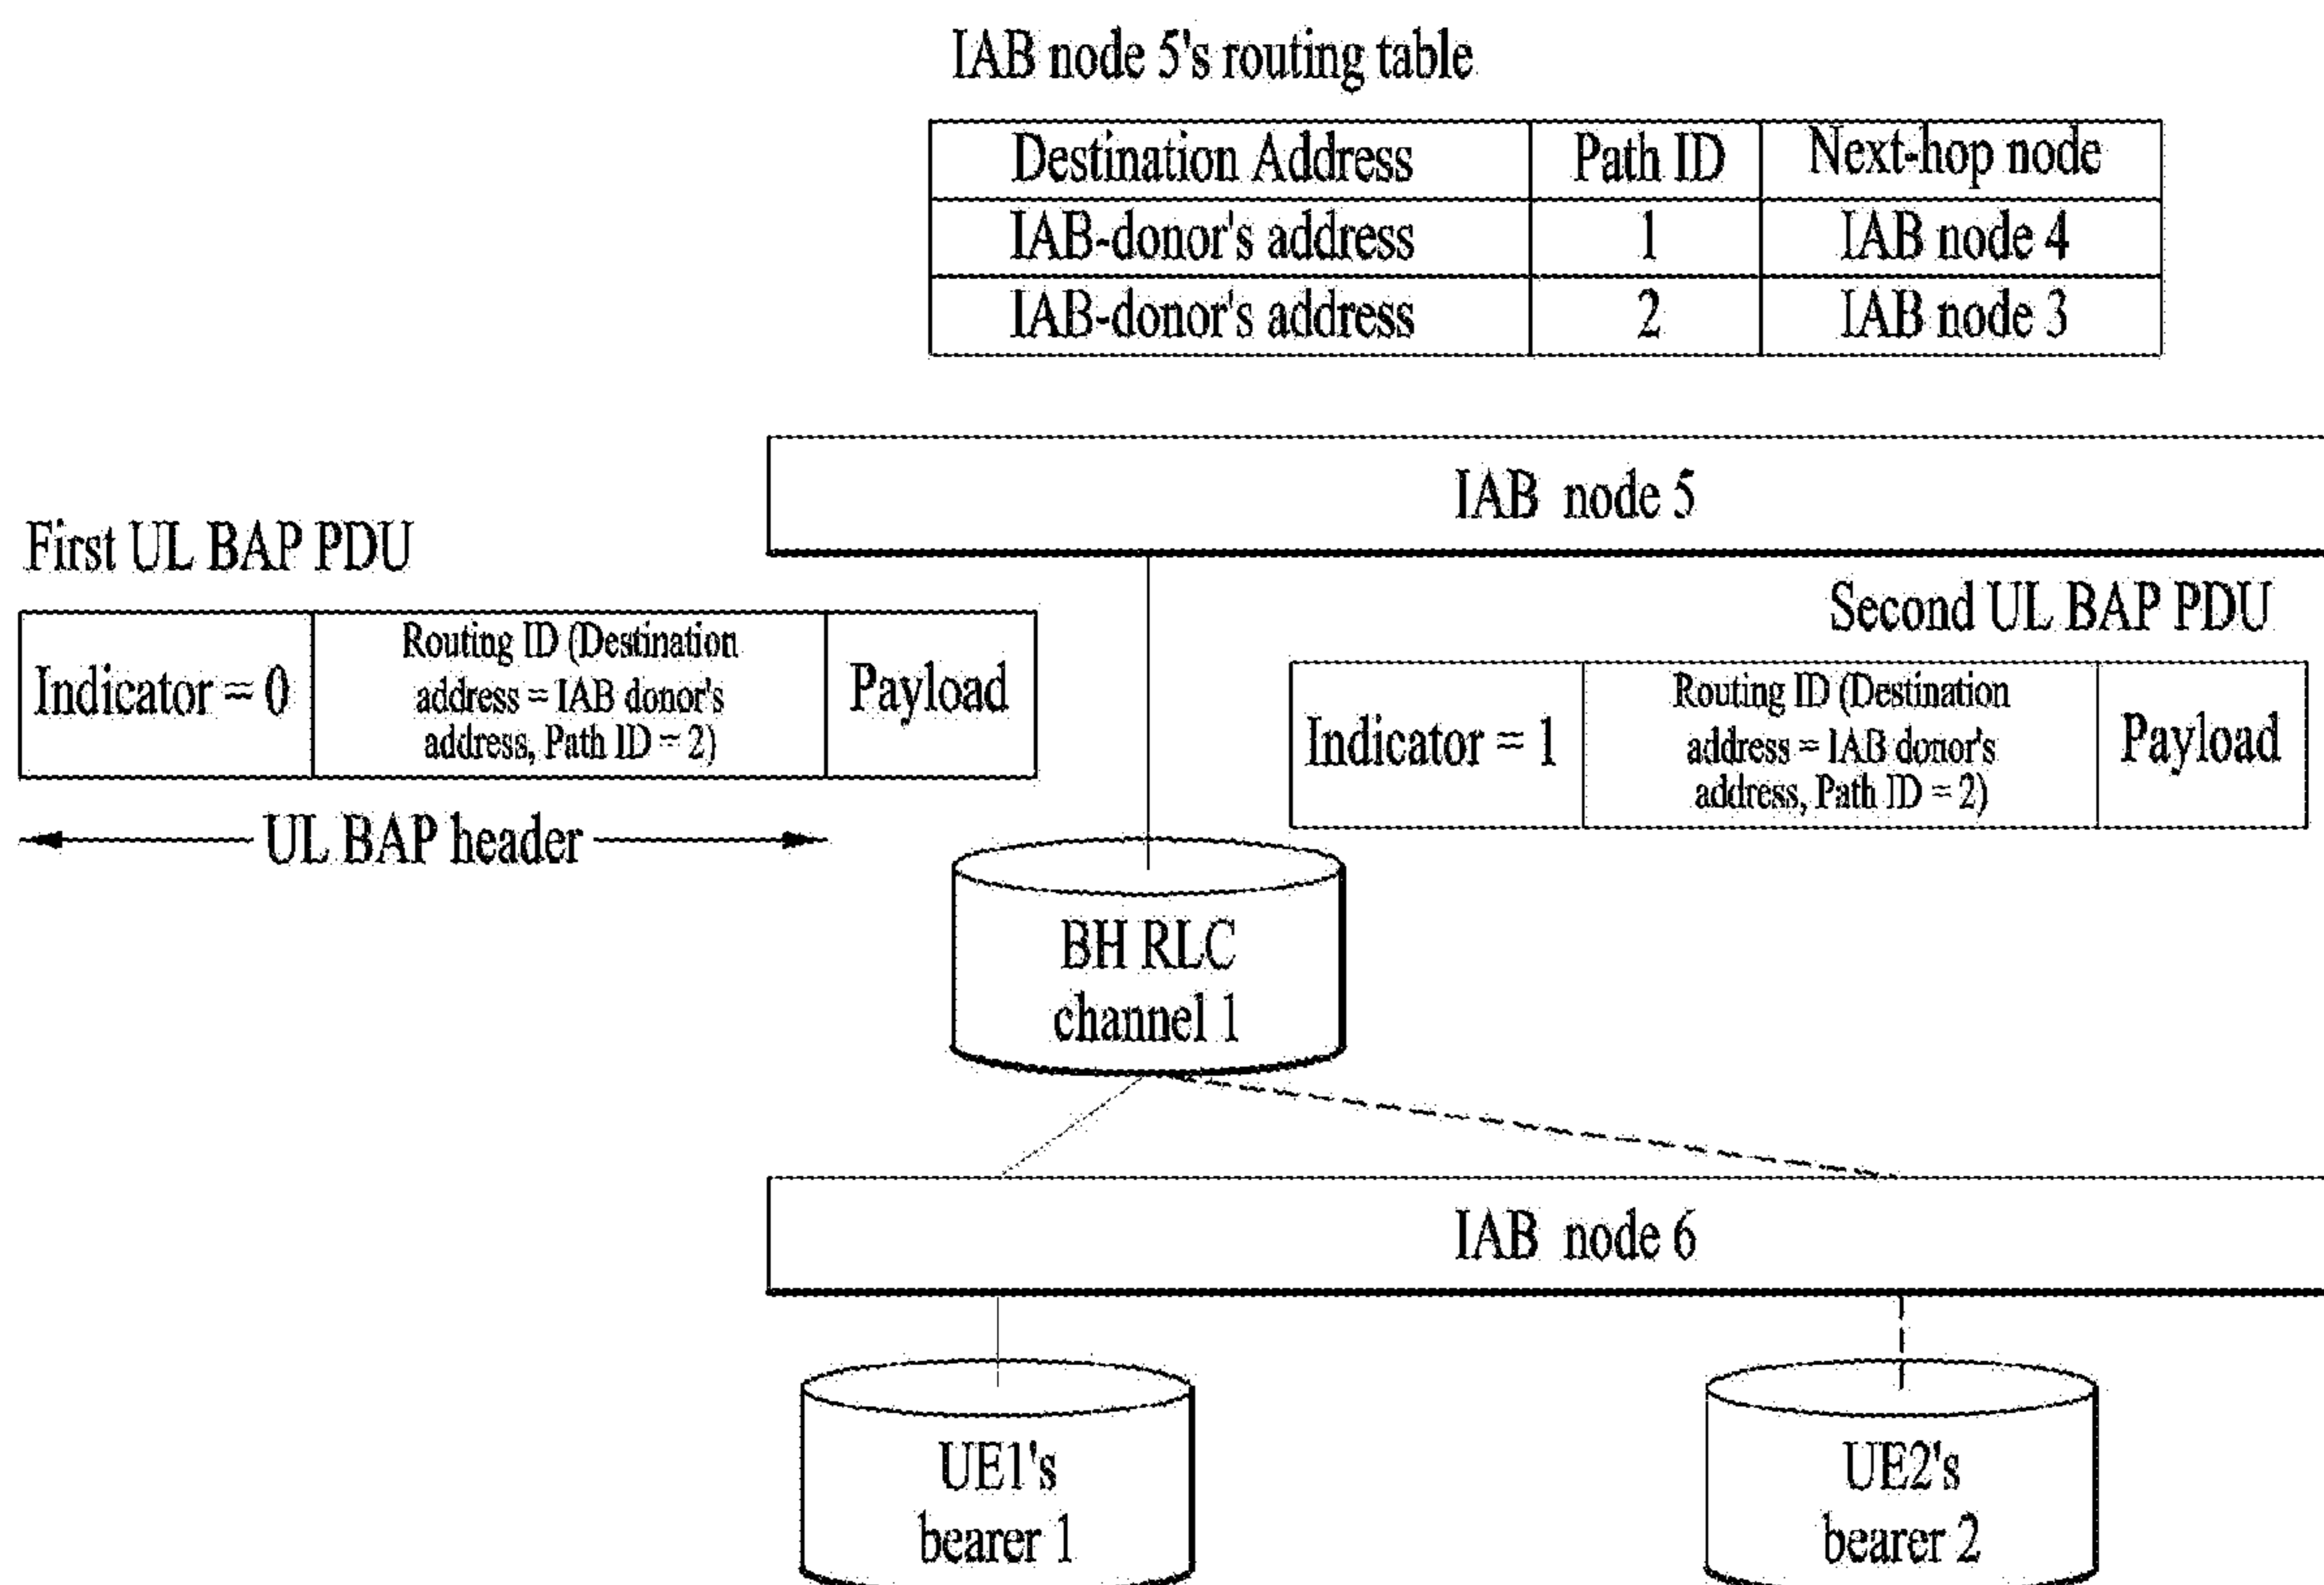 IAB node 5's routing table
Destination Address Path ID Next-hop node
IAB-donor's address 1 IAB node 4
IAB-donor's address 2 IAB node 3
IAB node 5
First UL BAP PDU
Indicator = 0
Routing ID (Destination
address = IAB donor's
address, Path ID = 2)
Payload
UL BAP header
Second UL BAP PDU
Indicator = 1
Routing ID (Destination
address = IAB donor's
address, Path ID = 2)
Payload
BH RLC
channel 1
IAB node 6
UE1's
bearer 1
UE2's
bearer 2